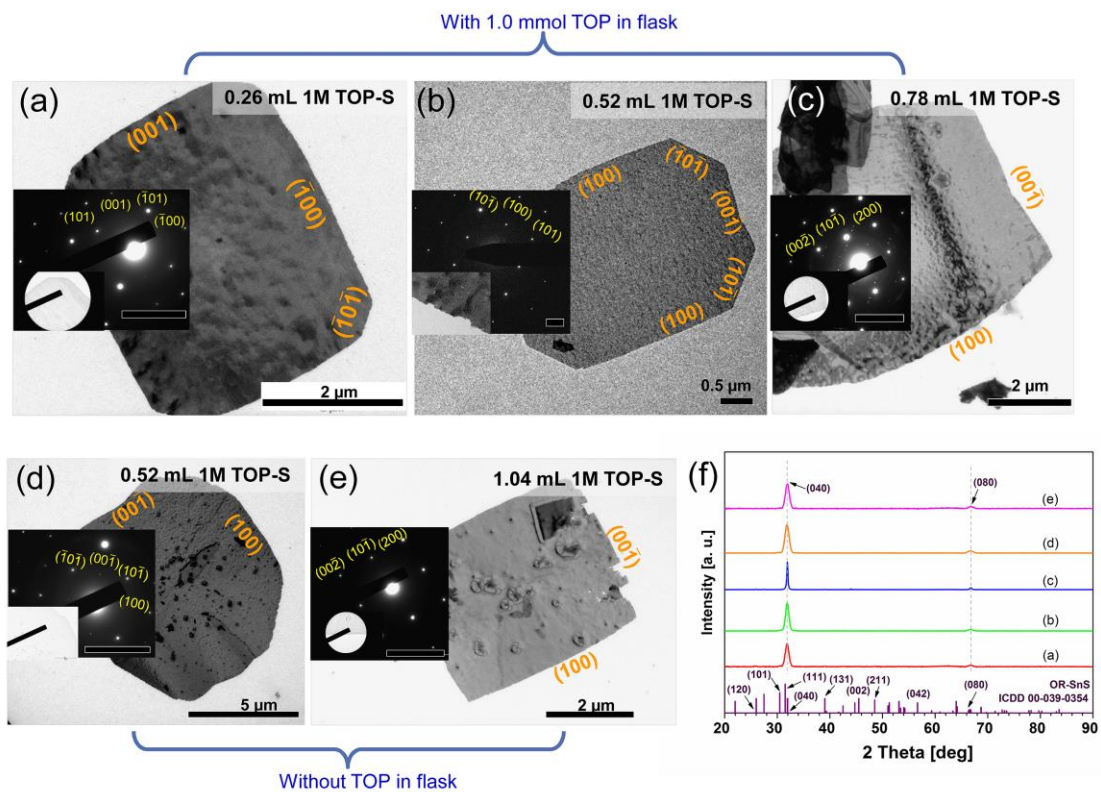 With 1.0 mmol TOP in flask
(a)
0.26 mL 1M TOP-S
(001)
(1̄00)
(1̄01̄)
(101)
(001)
(1̄01)
(1̄00)
2 μm
(b)
0.52 mL 1M TOP-S
(1̄00)
(1̄01̄)
(001̄)
(101̄)
(100)
(101̄)
(100)
(101)
0.5 μm
(c)
0.78 mL 1M TOP-S
(001̄)
(100)
(002̄)
(101̄)
(200)
2 μm
(d)
0.52 mL 1M TOP-S
(001̄)
(100)
(1̄01̄)
(001̄)
(101̄)
(100)
5 μm
(e)
1.04 mL 1M TOP-S
(001̄)
(100)
(002̄)
(101̄)
(200)
2 μm
Without TOP in flask
(f)
Intensity [a. u.]
(040)
(080)
(e)
(d)
(c)
(b)
(a)
(120)
(101)
(111)
(040)
(131)
(002)
(211)
(042)
(080)
OR-SnS
ICDD 00-039-0354
20 30 40 50 60 70 80 90 100
2 Theta [deg]